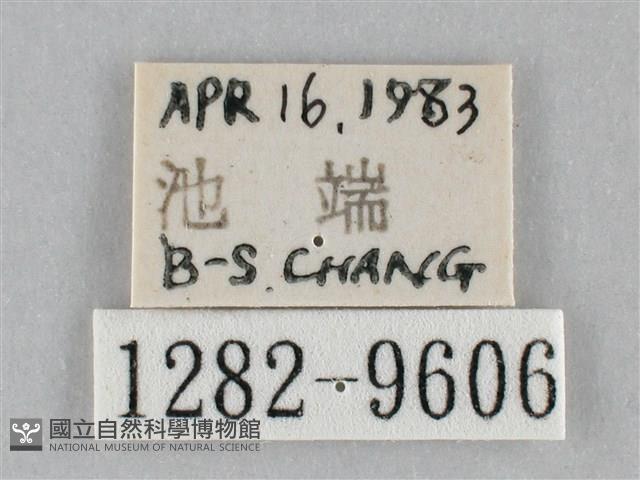 APR 16, 1983
池 端
B-S. CHANG
1282-9606
國立自然科學博物館
NATIONAL MUSEUM OF NATURAL SCIENCE